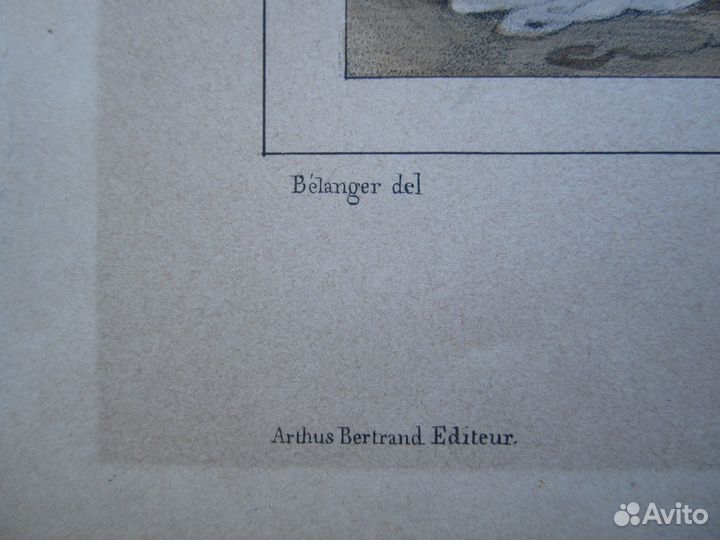 Bélanger del
Arthus Bertrand Editeur.
Avito